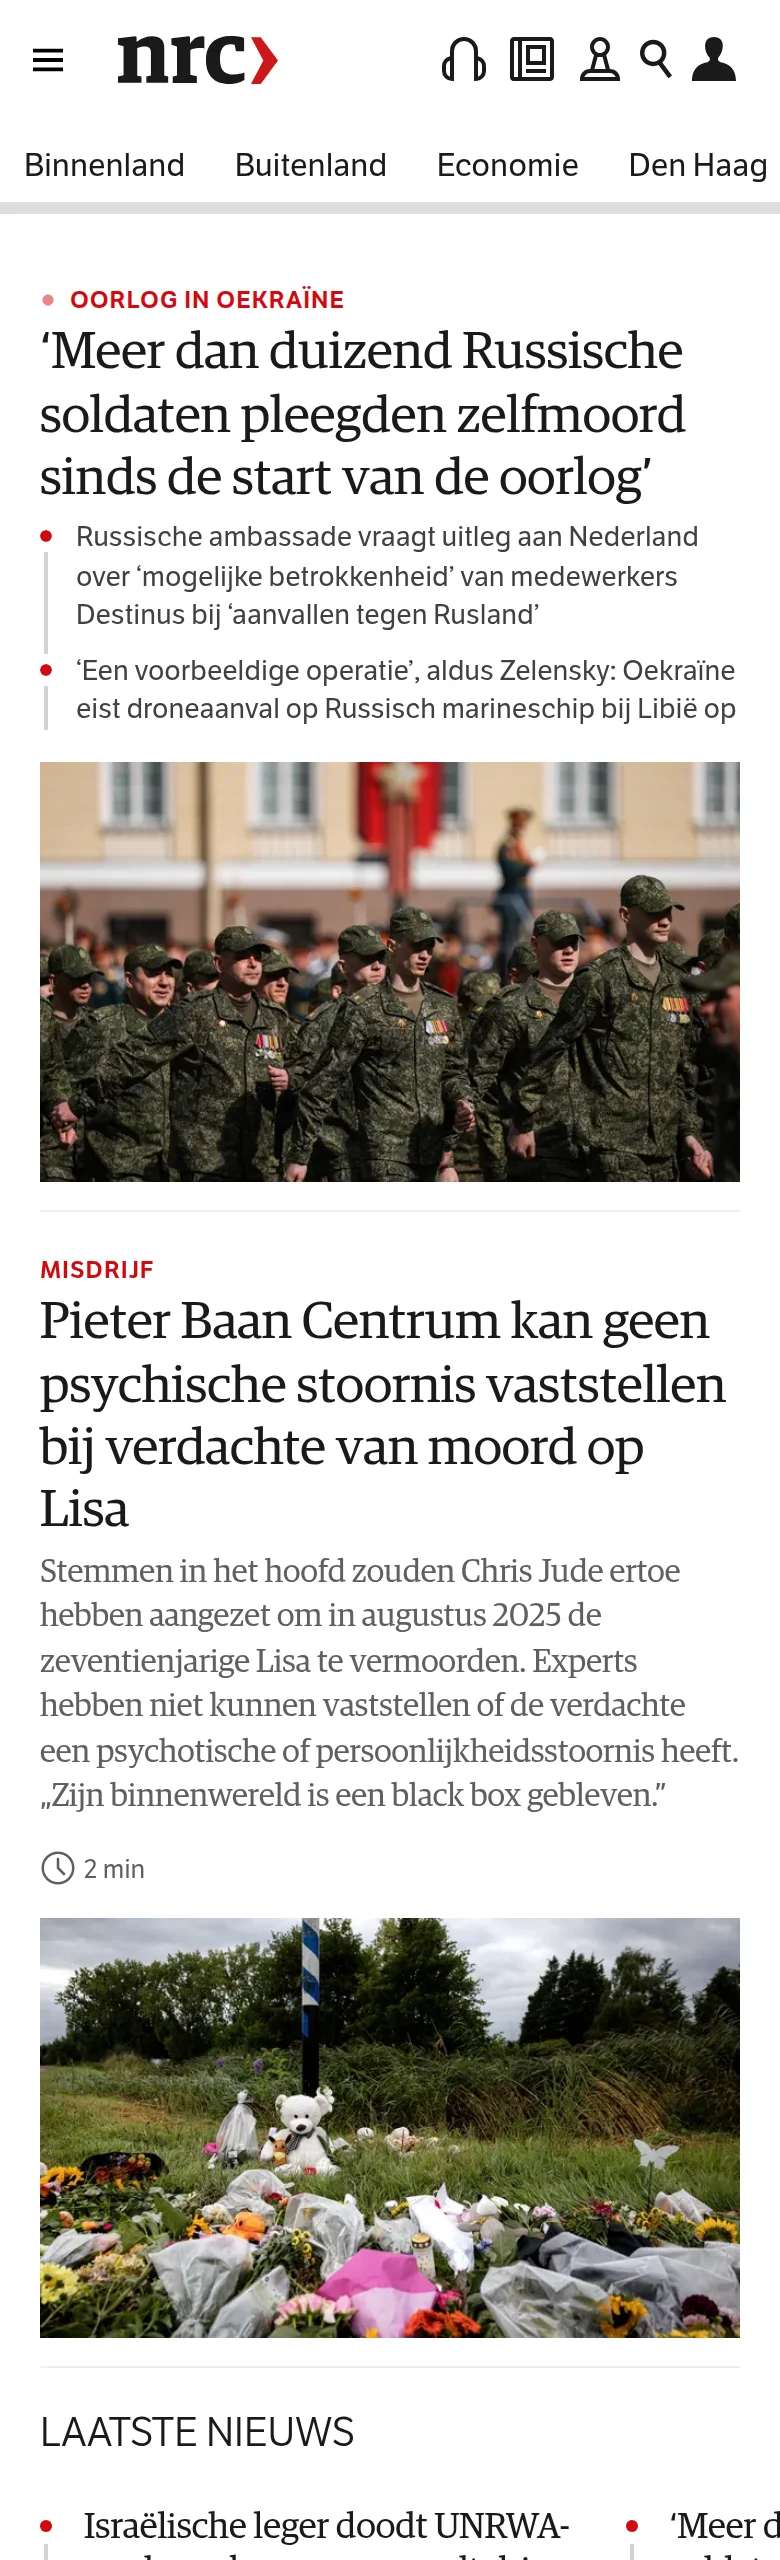 nrc
Binnenland Buitenland Economie Den Haag
OORLOG IN OEKRAÏNE
‘Meer dan duizend Russische
soldaten pleegden zelfmoord
sinds de start van de oorlog’
Russische ambassade vraagt uitleg aan Nederland
over ‘mogelijke betrokkenheid’ van medewerkers
Destinus bij ‘aanvallen tegen Rusland’
‘Een voorbeeldige operatie’, aldus Zelensky: Oekraïne
eist droneaanval op Russisch marineschip bij Libië op
MISDRIJF
Pieter Baan Centrum kan geen
psychische stoornis vaststellen
bij verdachte van moord op
Lisa
Stemmen in het hoofd zouden Chris Jude ertoe
hebben aangezet om in augustus 2025 de
zeventienjarige Lisa te vermoorden. Experts
hebben niet kunnen vaststellen of de verdachte
een psychotische of persoonlijkheidsstoornis heeft.
„Zijn binnenwereld is een black box gebleven.”
2 min
LAATSTE NIEUWS
Israëlische leger doodt UNRWA-
‘Meer d